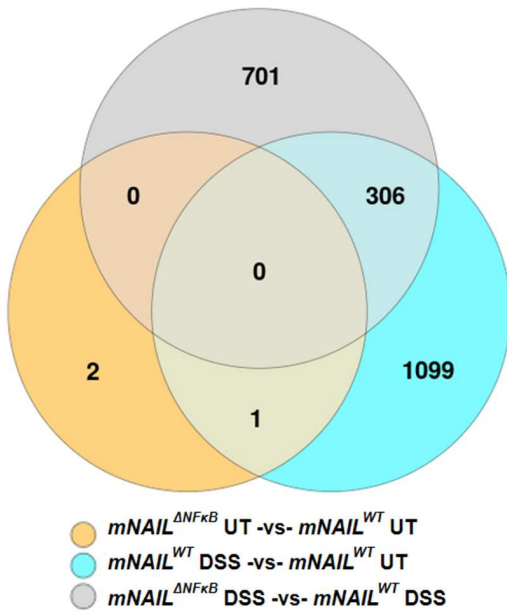 701
0
306
0
2
1099
1
mNAIL^ΔNFκB UT -vs- mNAIL^WT UT
mNAIL^WT DSS -vs- mNAIL^WT UT
mNAIL^ΔNFκB DSS -vs- mNAIL^WT DSS